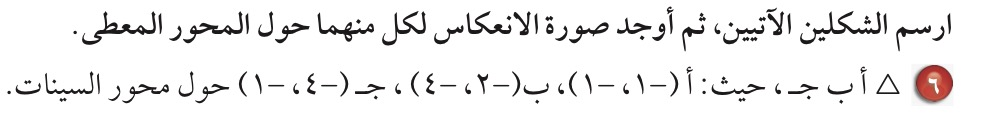 ارسم الشكلين الآتيين، ثم أوجد صورة الانعكاس لكل منهما حول المحور المعطى.
٦ △ أ ب جـ ، حيث: أ (−١، −١)، ب(−٢، −٤) ، جـ (−٤، −١) حول محور السينات.